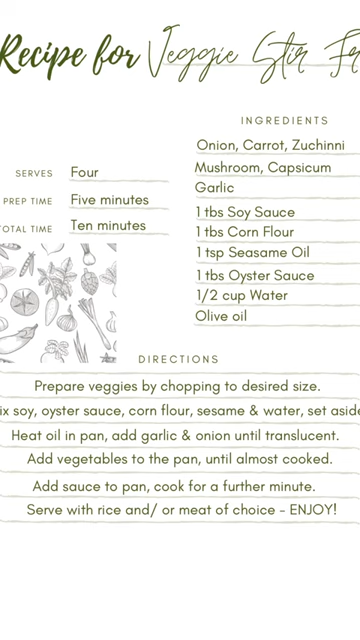 Recipe for Veggie Stir Fr
INGREDIENTS
Onion, Carrot, Zuchinni
Mushroom, Capsicum
Garlic
1 tbs Soy Sauce
1 tbs Corn Flour
1 tsp Seasame Oil
1 tbs Oyster Sauce
1/2 cup Water
Olive oil
SERVES Four
PREP TIME Five minutes
TOTAL TIME Ten minutes
DIRECTIONS
Prepare veggies by chopping to desired size.
ix soy, oyster sauce, corn flour, sesame & water, set aside
Heat oil in pan, add garlic & onion until translucent.
Add vegetables to the pan, until almost cooked.
Add sauce to pan, cook for a further minute.
Serve with rice and/ or meat of choice - ENJOY!